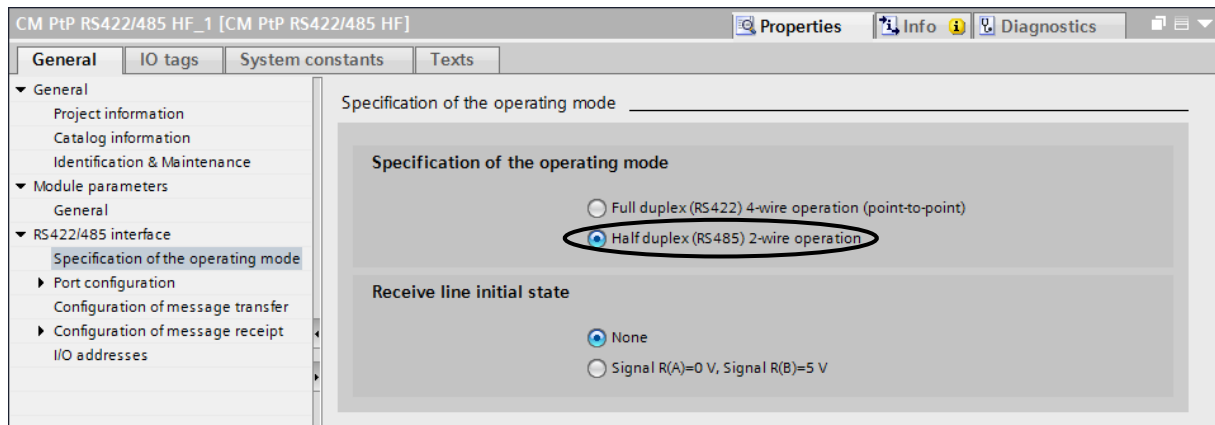 CM PtP RS422/485 HF_1 [CM PtP RS422/485 HF]
Properties
Info
Diagnostics
General
IO tags
System constants
Texts
General
Project information
Catalog information
Identification & Maintenance
Module parameters
General
RS422/485 interface
Specification of the operating mode
Port configuration
Configuration of message transfer
Configuration of message receipt
I/O addresses
Specification of the operating mode
Specification of the operating mode
Full duplex (RS422) 4-wire operation (point-to-point)
Half duplex (RS485) 2-wire operation
Receive line initial state
None
Signal R(A)=0 V, Signal R(B)=5 V